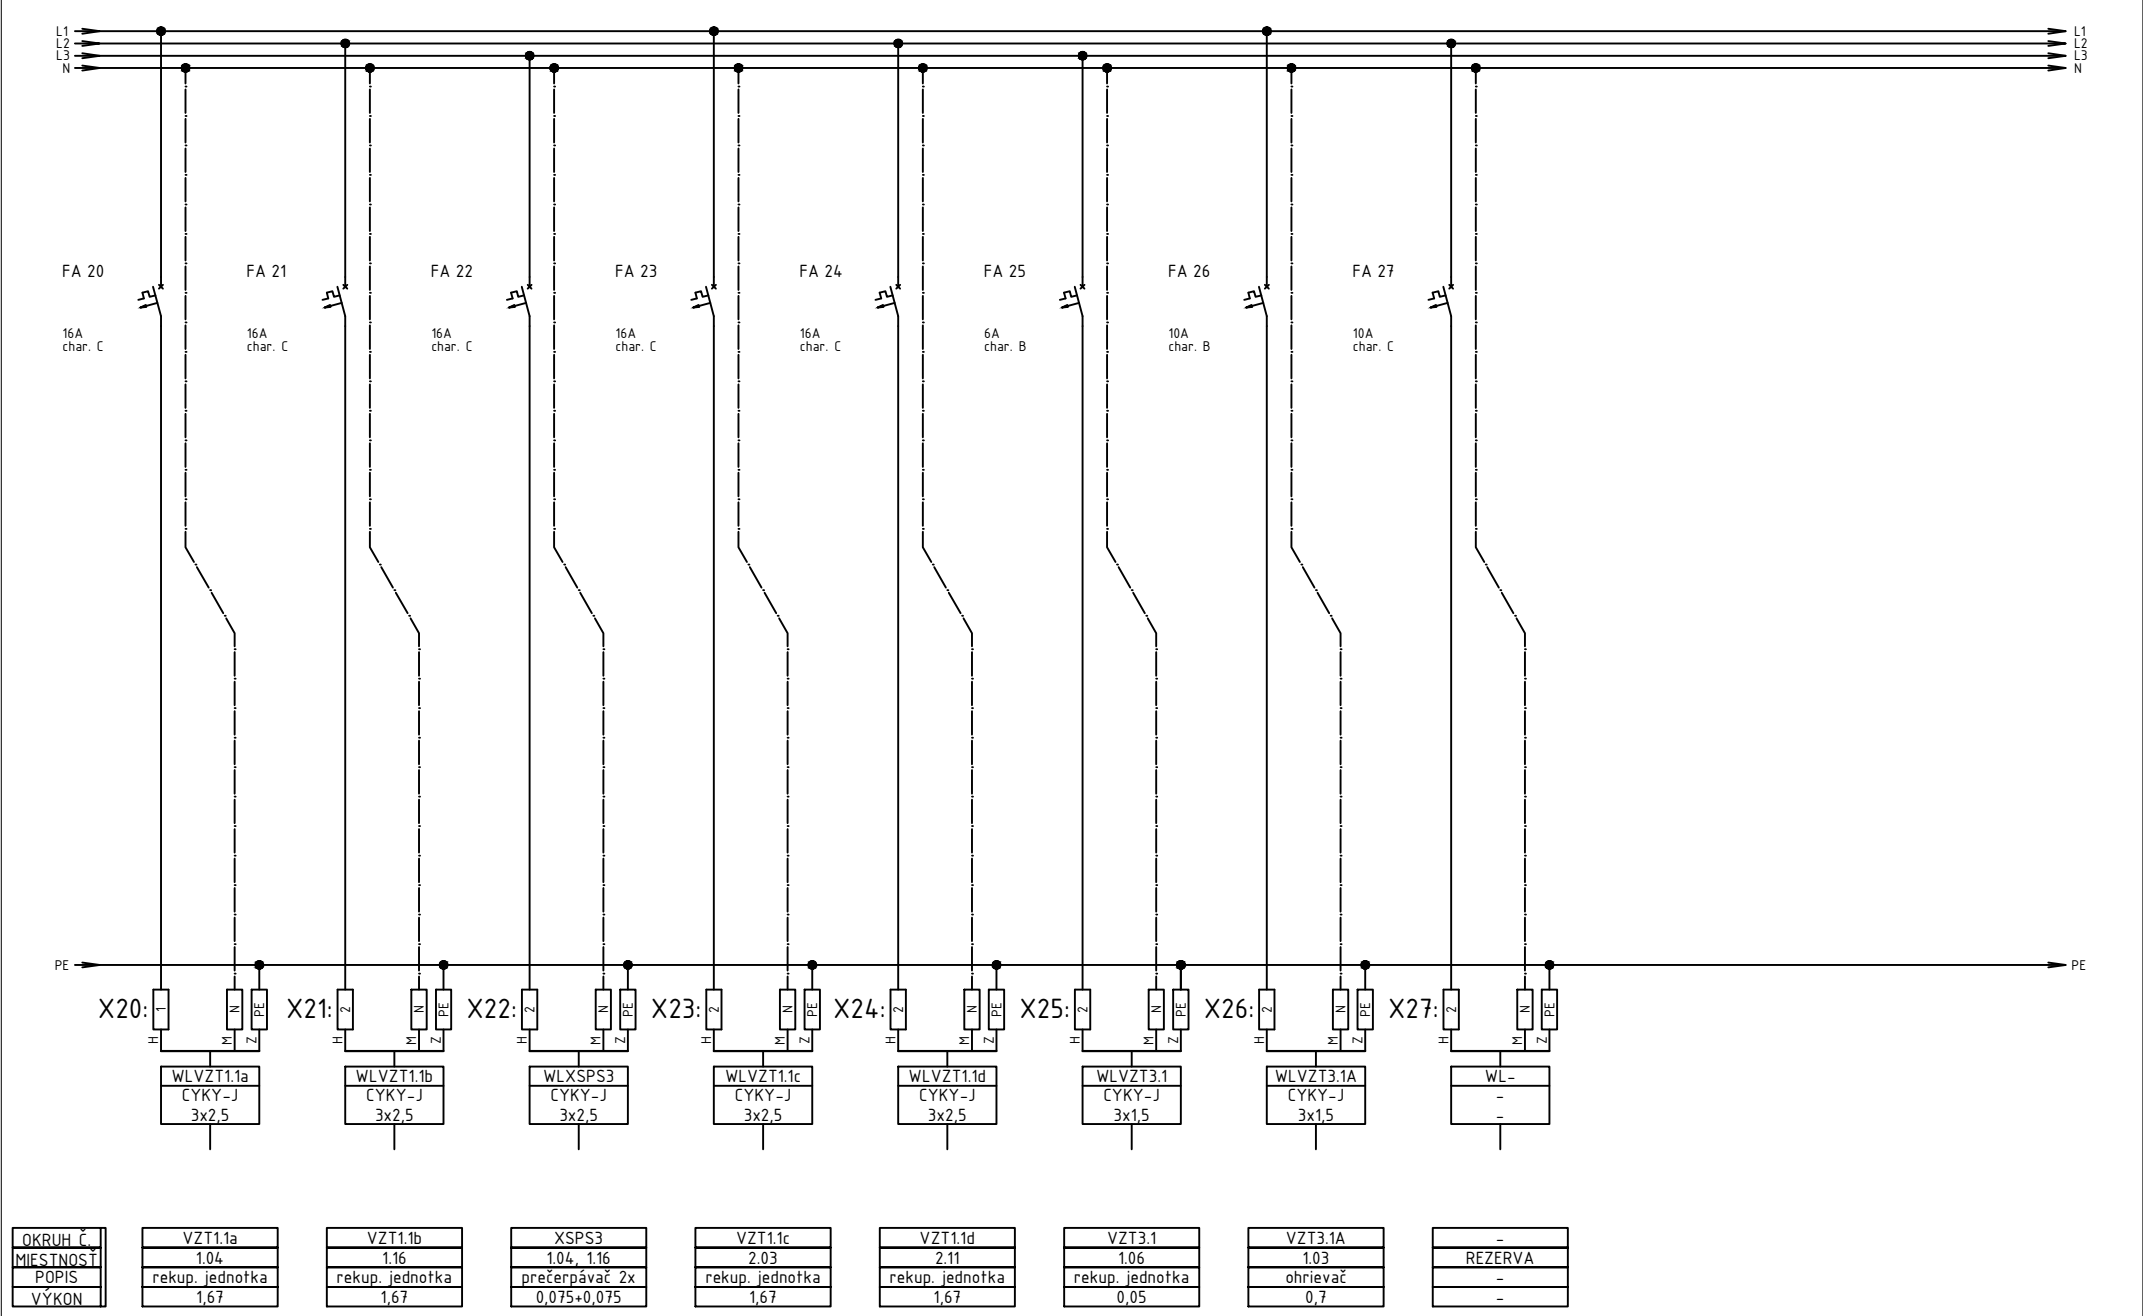 L1 L1
L2 L2
L3 L3
N N
FA 20 FA 21 FA 22 FA 23 FA 24 FA 25 FA 26 FA 27
16A 16A 16A 16A 16A 6A 10A 10A
char. C char. C char. C char. C char. C char. B char. B char. C
PE PE
X20: 1 N PE X21: 2 N PE X22: 2 N PE X23: 2 N PE X24: 2 N PE X25: 2 N PE X26: 2 N PE X27: 2 N PE
H M Z H M Z H M Z H M Z H M Z H M Z H M Z H M Z
WLVZT1.1a WLVZT1.1b WLXSPS3 WLVZT1.1c WLVZT1.1d WLVZT3.1 WLVZT3.1A WL-
CYKY-J CYKY-J CYKY-J CYKY-J CYKY-J CYKY-J CYKY-J -
3x2,5 3x2,5 3x2,5 3x2,5 3x2,5 3x1,5 3x1,5 -
OKRUH Č. VZT1.1a VZT1.1b XSPS3 VZT1.1c VZT1.1d VZT3.1 VZT3.1A -
MIESTNOSŤ 1.04 1.16 1.04, 1.16 2.03 2.11 1.06 1.03 REZERVA
POPIS rekup. jednotka rekup. jednotka prečerpávač 2x rekup. jednotka rekup. jednotka rekup. jednotka ohrievač -
VÝKON 1,67 1,67 0,075+0,075 1,67 1,67 0,05 0,7 -